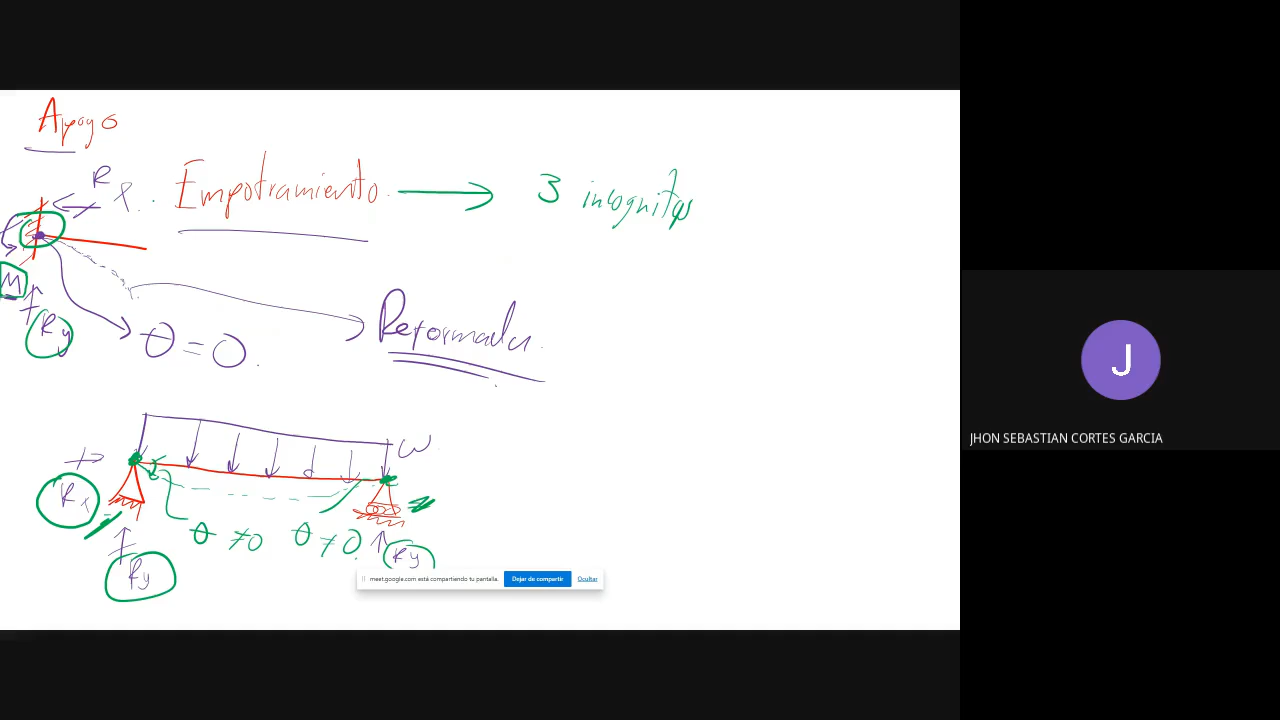 Apoyo
Rx.
Empotramiento
3 incognitas
M
Ry
θ = 0.
Deformada.
ω
Rx
θ ≠ 0
θ ≠ 0.
Ry
Ry
meet.google.com está compartiendo tu pantalla.
Dejar de compartir
Ocultar
J
JHON SEBASTIAN CORTES GARCIA